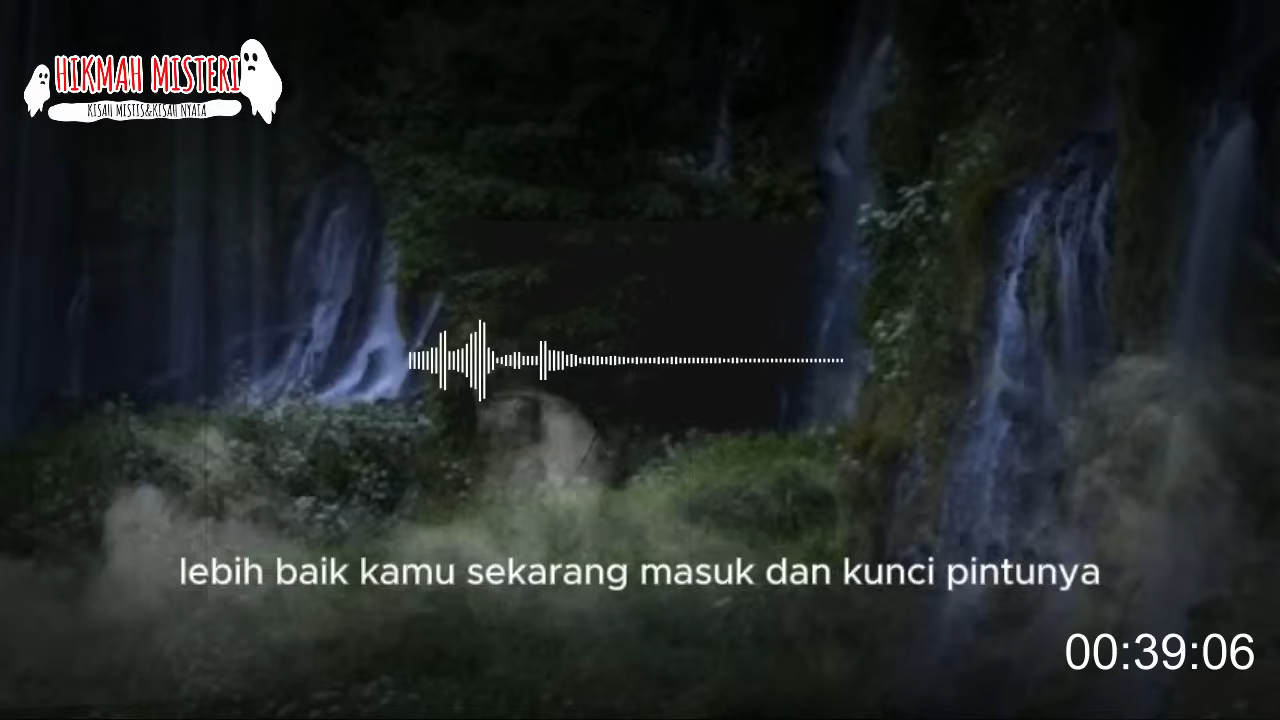 HIKMAH MISTERI
KISAH MISTIS&KISAH NYATA
lebih baik kamu sekarang masuk dan kunci pintunya
00:39:06